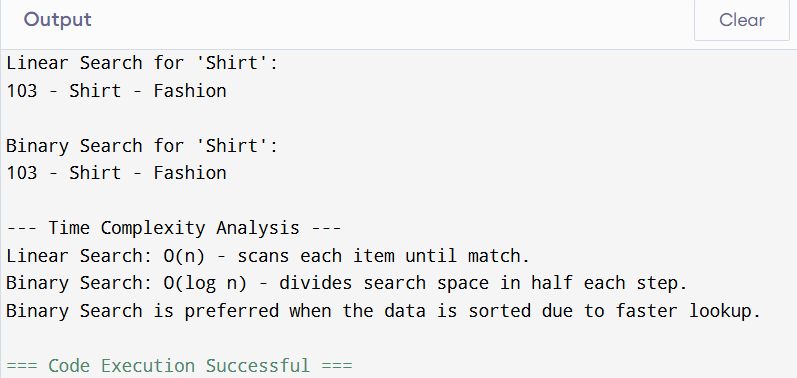 Output
Clear
Linear Search for 'Shirt':
103 - Shirt - Fashion
Binary Search for 'Shirt':
103 - Shirt - Fashion
--- Time Complexity Analysis ---
Linear Search: O(n) - scans each item until match.
Binary Search: O(log n) - divides search space in half each step.
Binary Search is preferred when the data is sorted due to faster lookup.
=== Code Execution Successful ===